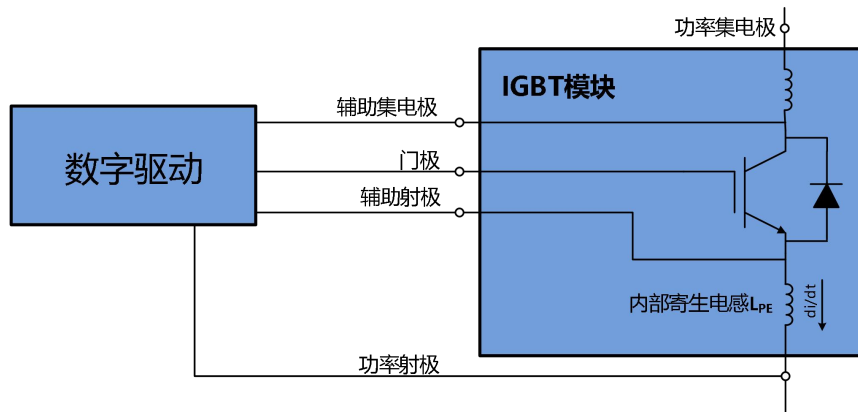 功率集电极
IGBT模块
辅助集电极
数字驱动
门极
辅助射极
内部寄生电感LPE
di/dt
功率射极